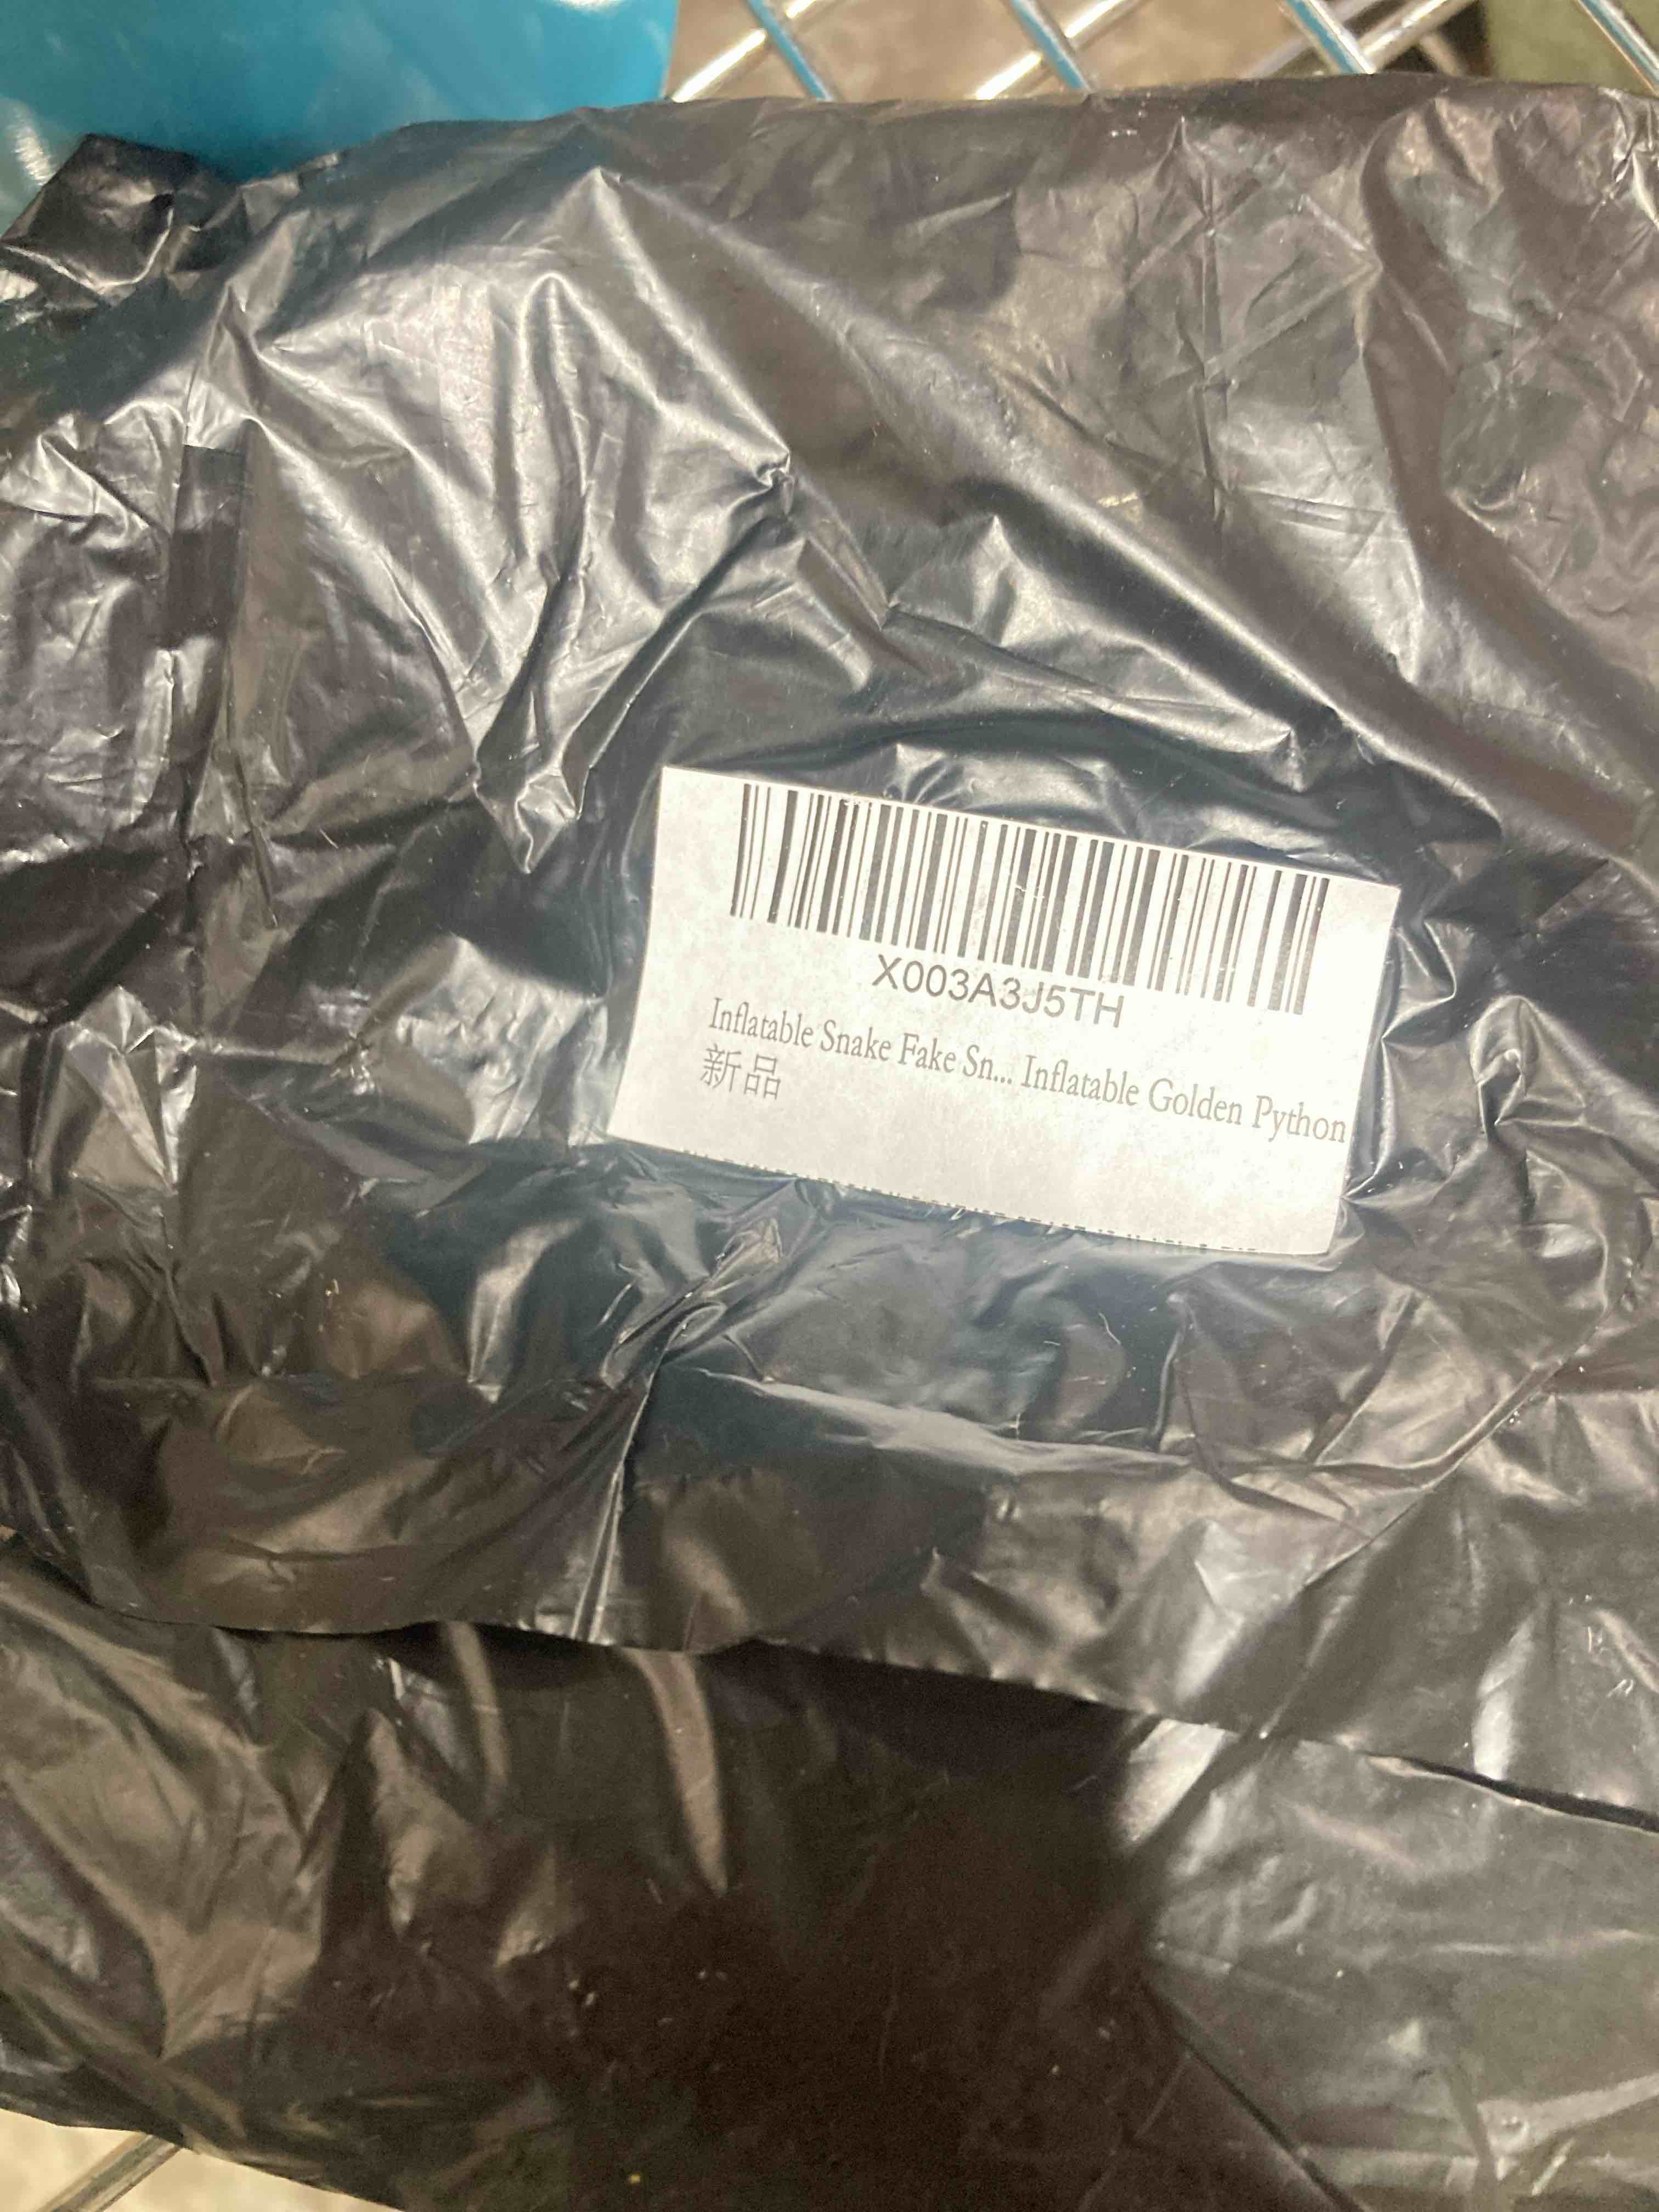 X003A3J5TH
Inflatable Snake Fake Sn... Inflatable Golden Python
新品